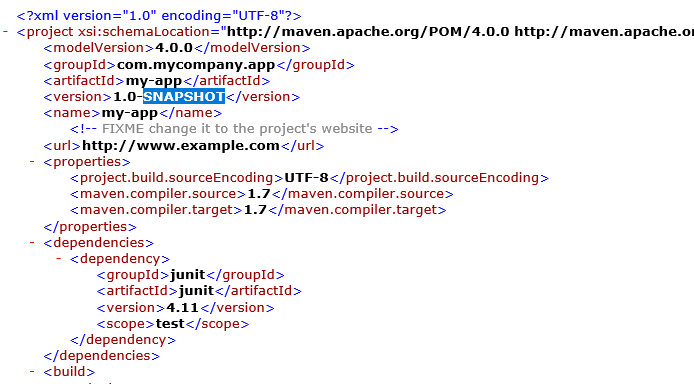 <?xml version="1.0" encoding="UTF-8"?>
- <project xsi:schemaLocation="http://maven.apache.org/POM/4.0.0 http://maven.apache.or
<modelVersion>4.0.0</modelVersion>
<groupId>com.mycompany.app</groupId>
<artifactId>my-app</artifactId>
<version>1.0-SNAPSHOT</version>
<name>my-app</name>
<!-- FIXME change it to the project's website -->
<url>http://www.example.com</url>
- <properties>
<project.build.sourceEncoding>UTF-8</project.build.sourceEncoding>
<maven.compiler.source>1.7</maven.compiler.source>
<maven.compiler.target>1.7</maven.compiler.target>
</properties>
- <dependencies>
- <dependency>
<groupId>junit</groupId>
<artifactId>junit</artifactId>
<version>4.11</version>
<scope>test</scope>
</dependency>
</dependencies>
- <build>